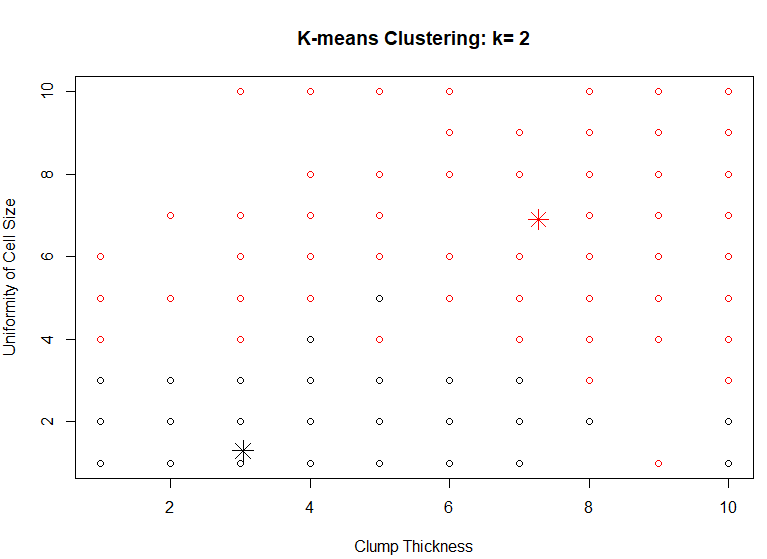 K-means Clustering: k= 2
Uniformity of Cell Size
10
8
6
4
2
2 4 6 8 10
Clump Thickness